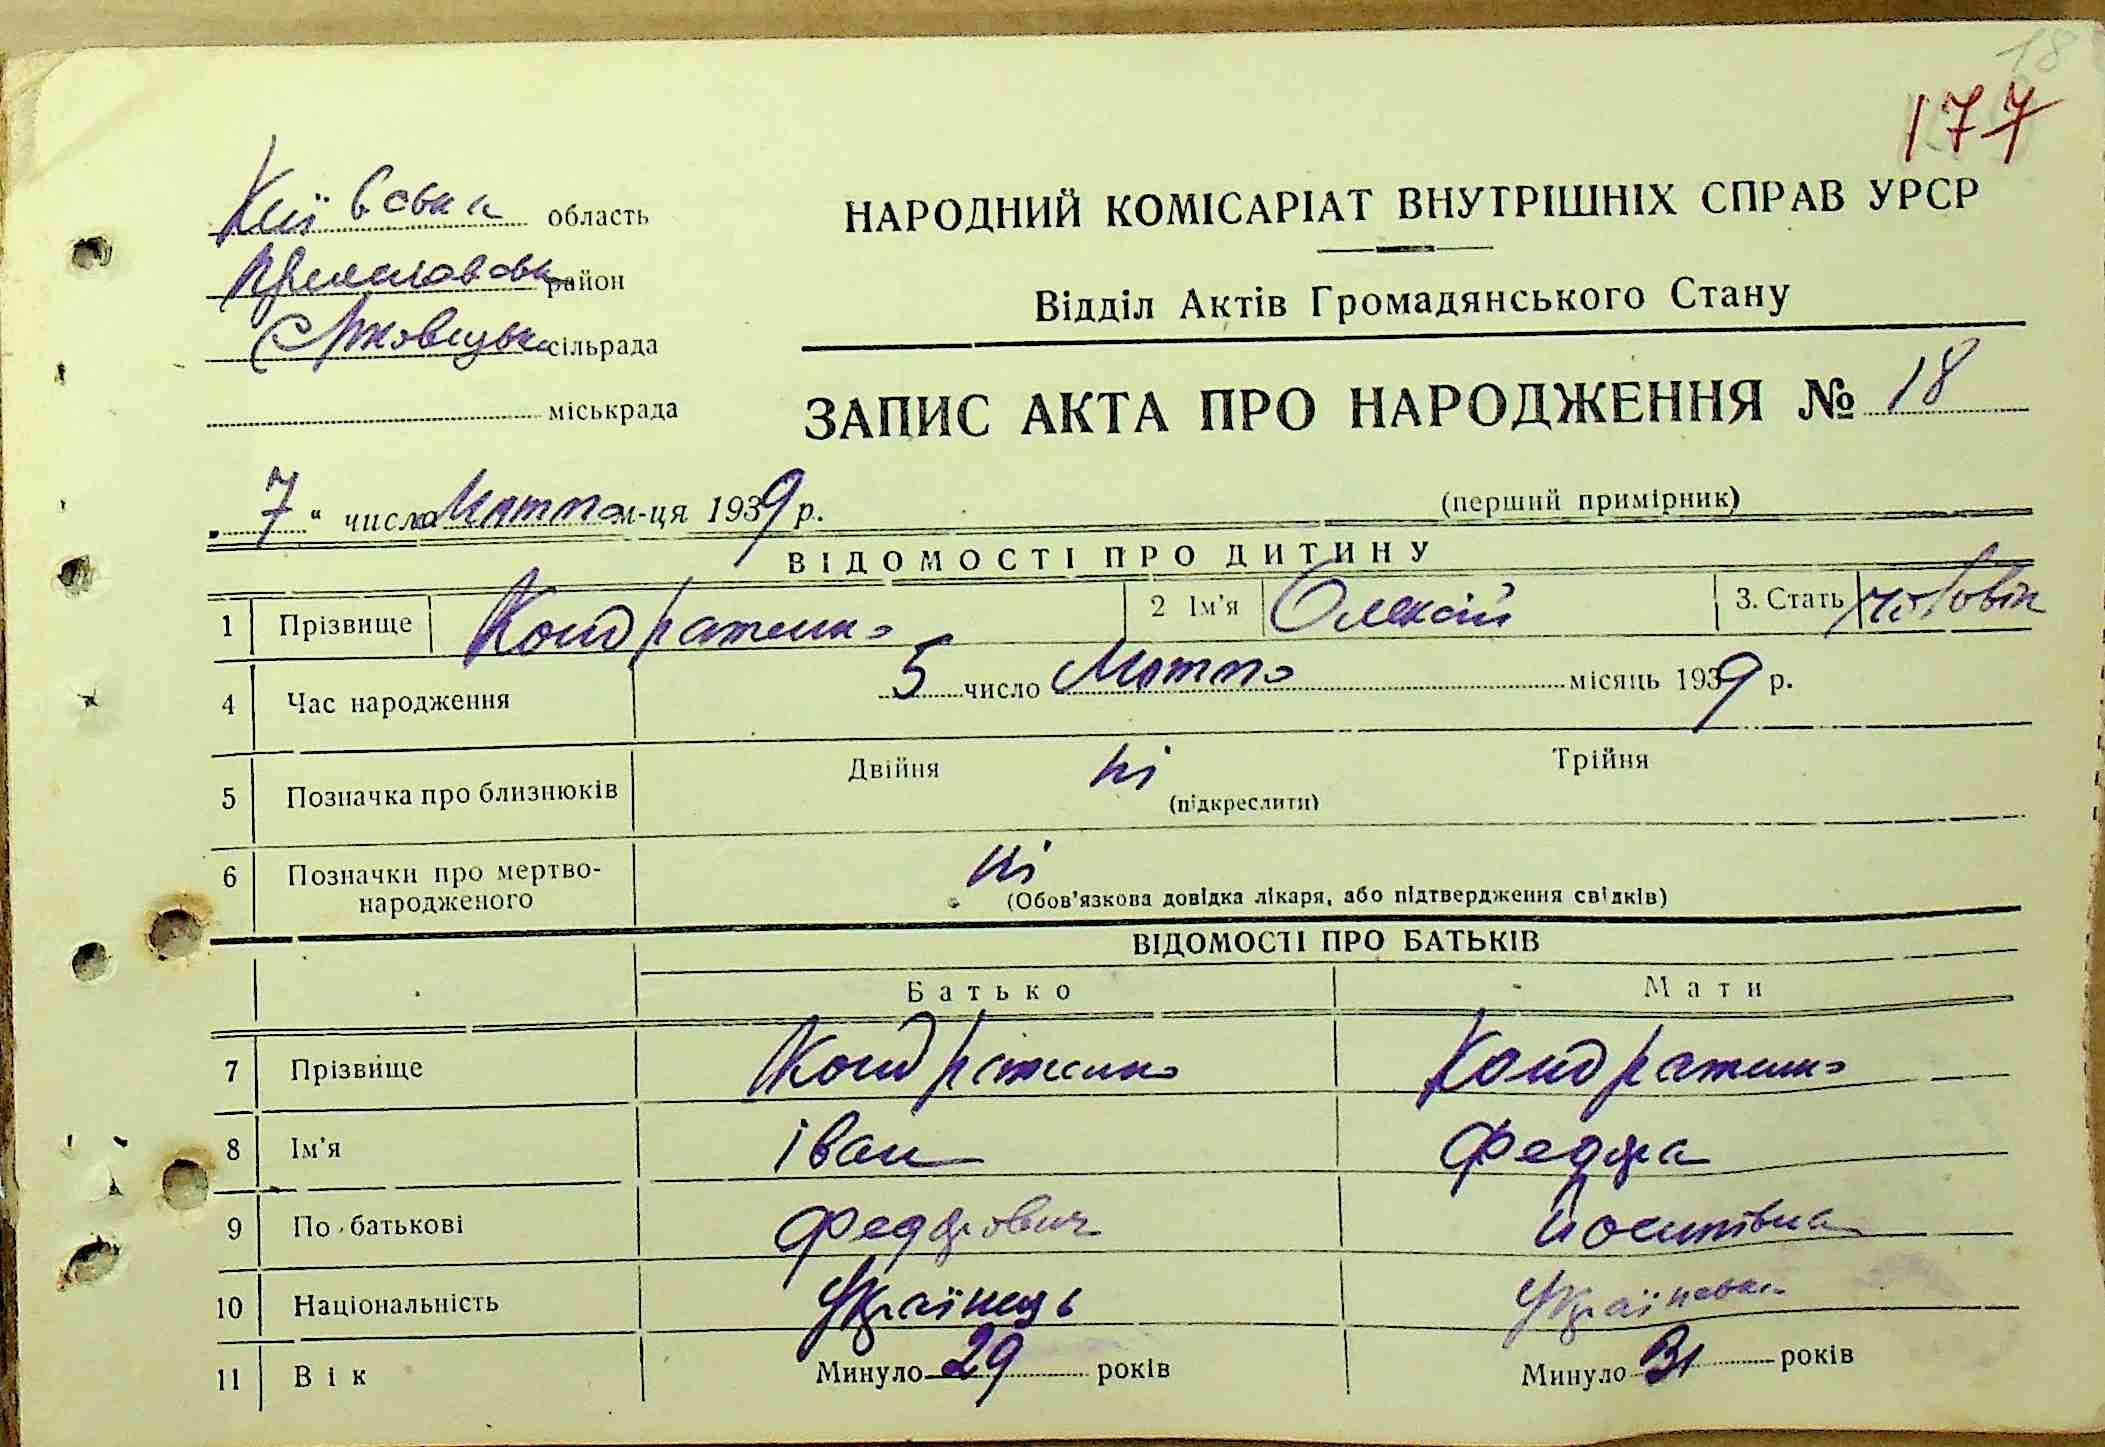 18
177
Київська область
район
сільрада
міськрада
НАРОДНИЙ КОМІСАРІАТ ВНУТРІШНІХ СПРАВ УРСР
Відділ Актів Громадянського Стану
ЗАПИС АКТА ПРО НАРОДЖЕННЯ № 18
„ 7 “ число Лютого м-ця 1939 р.
(перший примірник)
ВІДОМОСТІ ПРО ДИТИНУ
1 Прізвище Кондратенко 2 Ім'я Олексій 3. Стать чоловік
4 Час народження 5 число Лютого місяць 1939 р.
5 Позначка про близнюків Двійня ні Трійня
(підкреслити)
6 Позначки про мертво-
народженого ні
(Обов'язкова довідка лікаря, або підтвердження свідків)
ВІДОМОСТІ ПРО БАТЬКІВ
Батько Мати
7 Прізвище Кондратенко Кондратенко
8 Ім'я Іван
9 По батькові Федорович Йосипівна
10 Національність Українець Українка
11 Вік Минуло 29 років Минуло 31 років